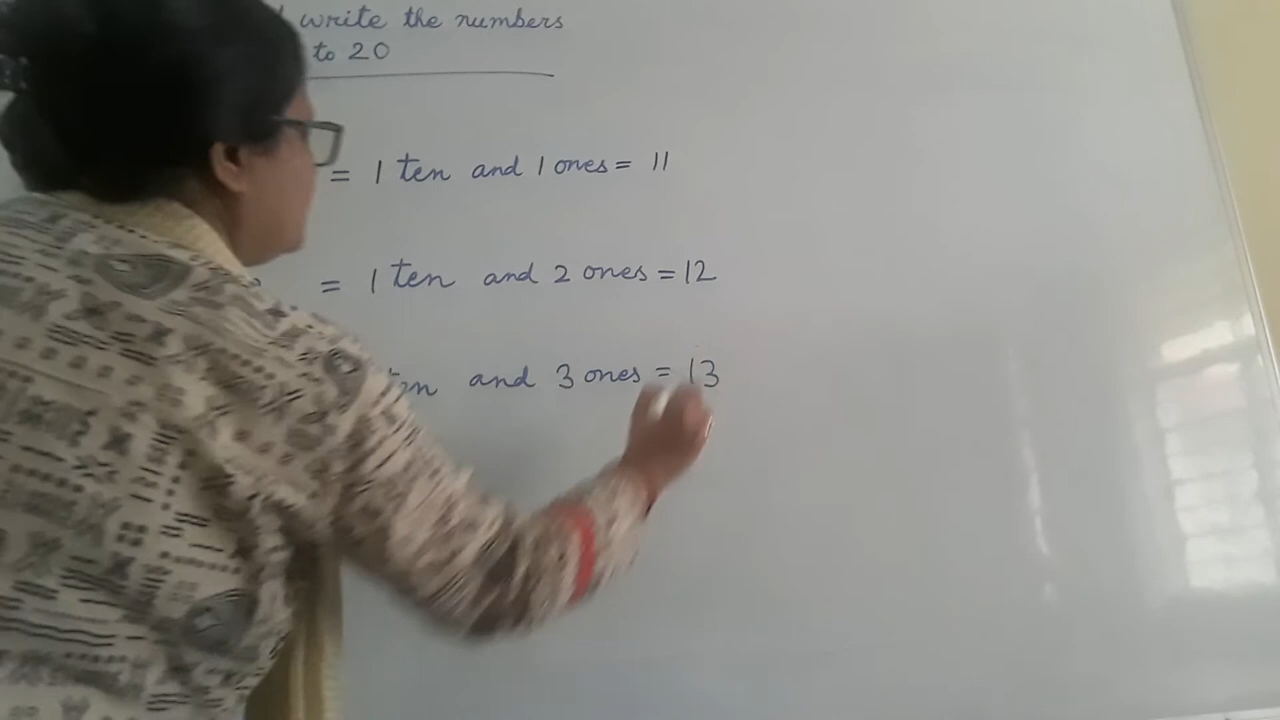 write the numbers
to 20
= 1 ten and 1 ones = 11
= 1 ten and 2 ones = 12
and 3 ones = 13